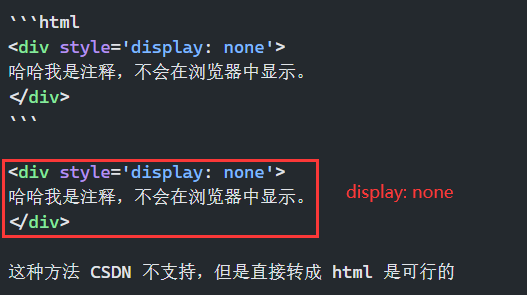 ```html
<div style='display: none'>
哈哈我是注释，不会在浏览器中显示。
</div>
```
<div style='display: none'>
哈哈我是注释，不会在浏览器中显示。
</div>
display: none
这种方法 CSDN 不支持，但是直接转成 html 是可行的